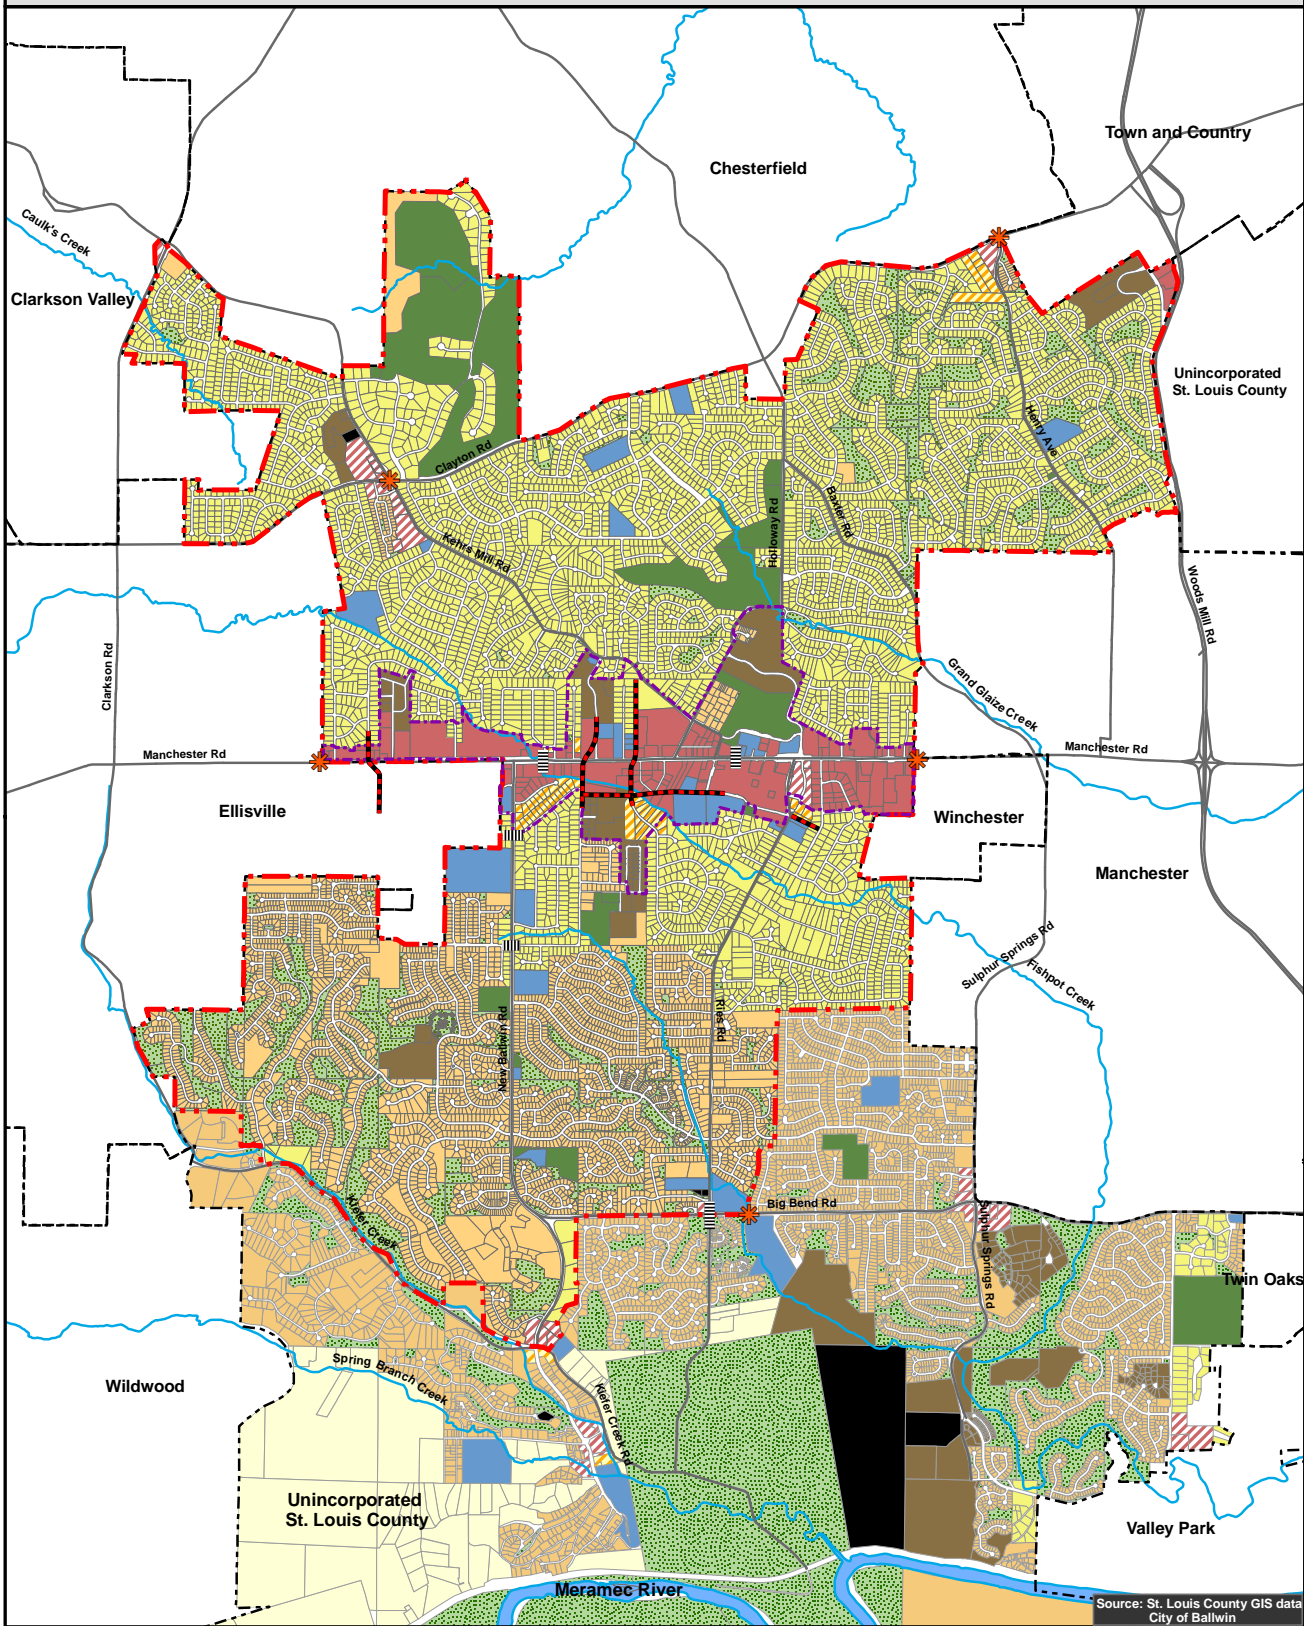 Town and Country
Chesterfield
Caulk's Creek
Clarkson Valley
Unincorporated
St. Louis County
Henry Ave
Clayton Rd
Baxter Rd
Holloway Rd
Kehrs Mill Rd
Woods Mill Rd
Clarkson Rd
Grand Glaize Creek
Manchester Rd
Manchester Rd
Ellisville
Winchester
Manchester
Sulphur Springs Rd
Fishpot Creek
Ries Rd
New Ballwin Rd
Big Bend Rd
Kiefer Creek
Sulphur Springs Rd
Twin Oaks
Spring Branch Creek
Wildwood
Kiefer Creek Rd
Unincorporated
St. Louis County
Valley Park
Meramec River
Source: St. Louis County GIS data
City of Ballwin